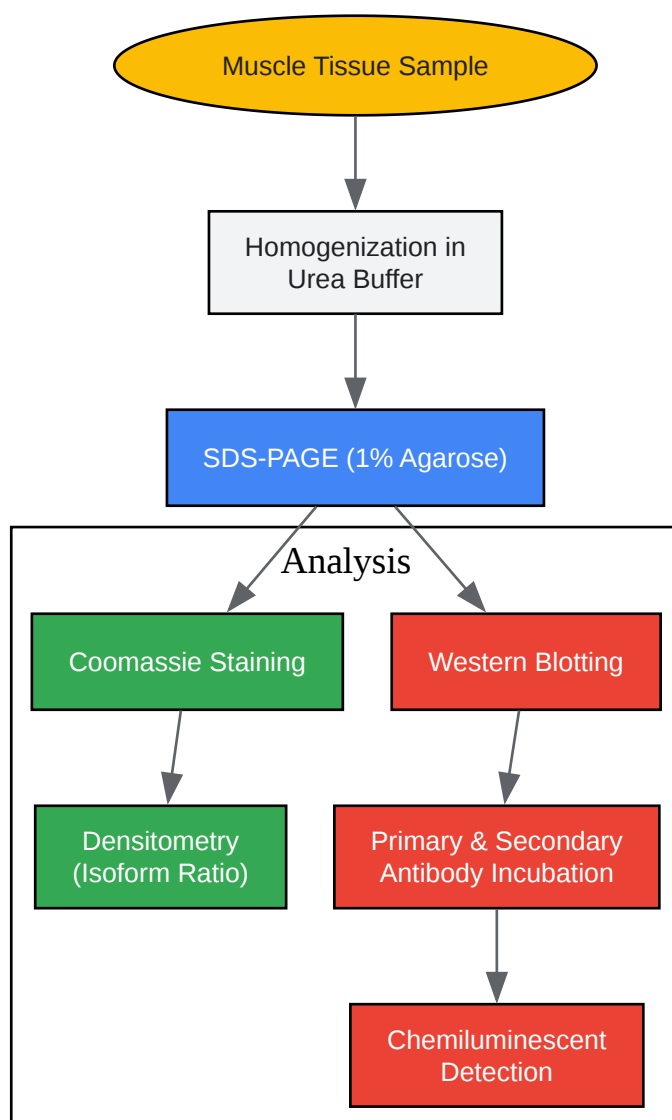 Muscle Tissue Sample
Homogenization in
Urea Buffer
SDS-PAGE (1% Agarose)
Analysis
Coomassie Staining
Western Blotting
Densitometry
(Isoform Ratio)
Primary & Secondary
Antibody Incubation
Chemiluminescent
Detection